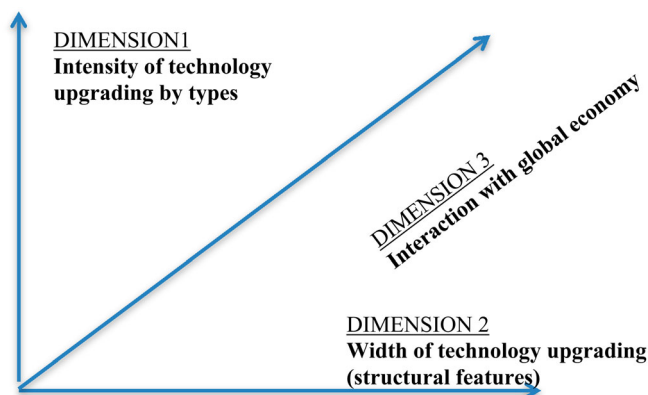 DIMENSION1
Intensity of technology
upgrading by types
DIMENSION 3
Interaction with global economy
DIMENSION 2
Width of technology upgrading
(structural features)